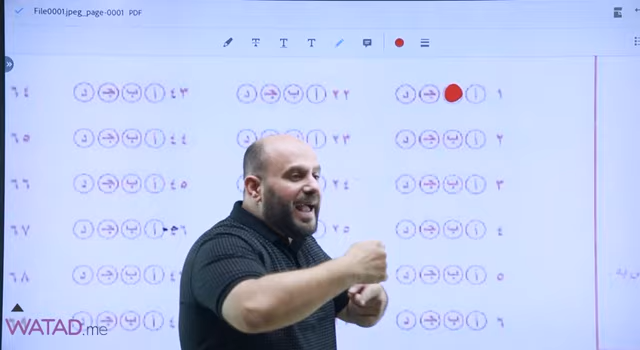 File0001.jpeg_page-0001 PDF
١ أ ب ج د ٢٢ أ ب ج د ٤٣ أ ب ج د ٦٤
٢ أ ب ج د ٢٣ أ ب ج د ٤٤ أ ب ج د ٦٥
٣ أ ب ج د ٢٤ ٤٥ أ ب ج د ٦٦
٤ أ ب ج د ٢٥ أ ب ج د ٦٧
٥ أ ب ج د أ ب ج د ٦٨
٦ أ ب ج د أ ب ج د
WATAD.me